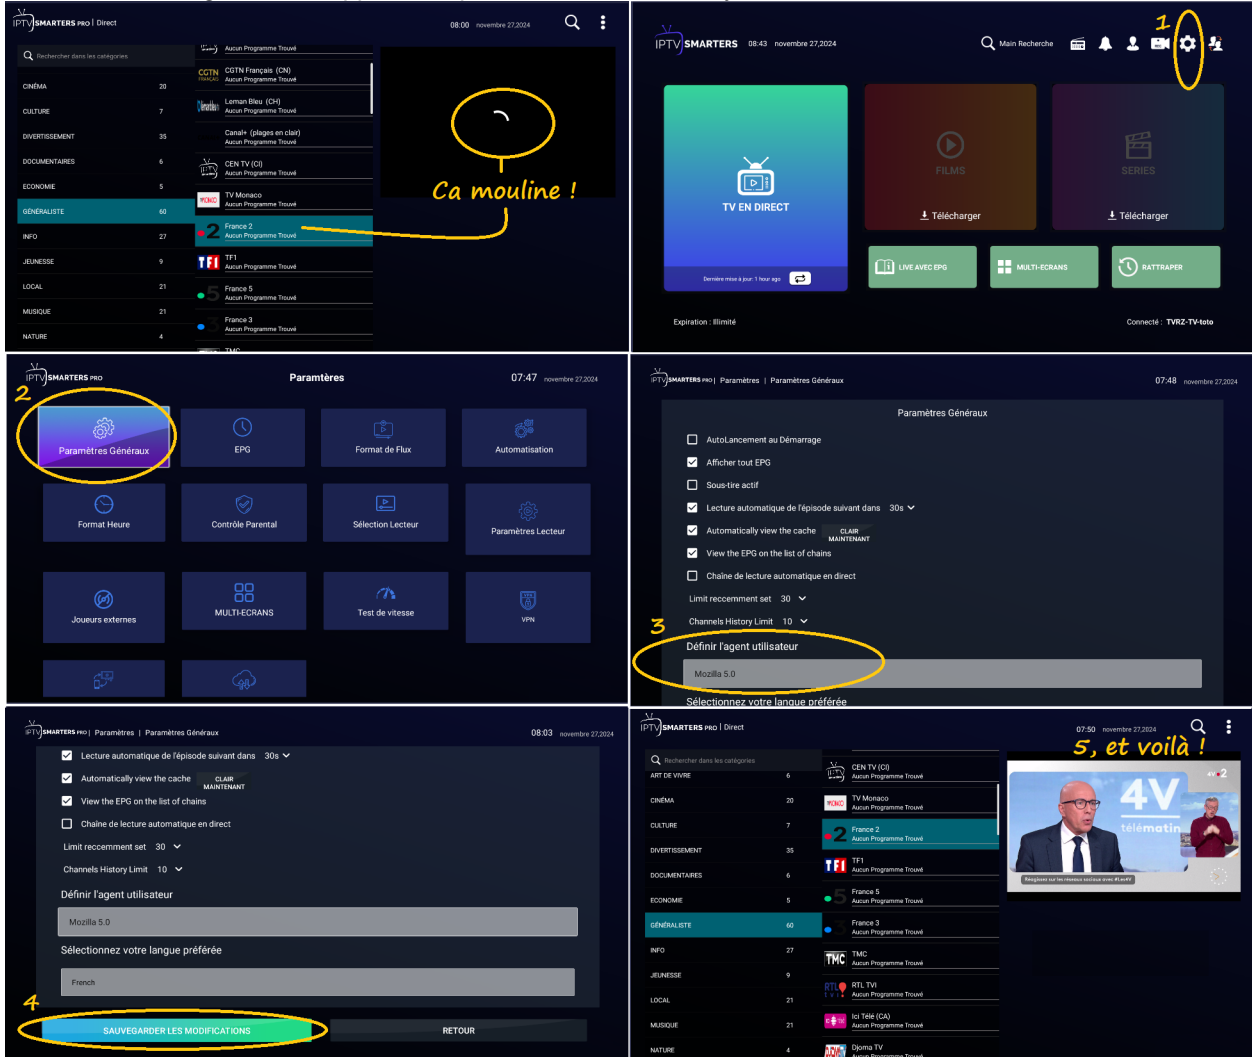 IPTV SMARTERS PRO | Direct
08:00 novembre 27,2024
Rechercher dans les catégories
CINÉMA 20
CULTURE 7
DIVERTISSEMENT 35
DOCUMENTAIRES 6
ECONOMIE 5
GÉNÉRALISTE 60
INFO 27
JEUNESSE 9
LOCAL 21
MUSIQUE 21
NATURE 4
Aucun Programme Trouvé
CGTN Français (CN)
Aucun Programme Trouvé
Leman Bleu (CH)
Aucun Programme Trouvé
Canal+ (plages en clair)
Aucun Programme Trouvé
CEN TV (CI)
Aucun Programme Trouvé
TV Monaco
Aucun Programme Trouvé
France 2
Aucun Programme Trouvé
TF1
Aucun Programme Trouvé
France 5
Aucun Programme Trouvé
France 3
Aucun Programme Trouvé
TMC
Ca mouline !
IPTV SMARTERS 08:43 novembre 27,2024
Main Recherche
REC
1
TV EN DIRECT
Dernière mise à jour: 1 hour ago
FILMS
Télécharger
SERIES
Télécharger
LIVE AVEC EPG
MULTI-ECRANS
RATTRAPER
Expiration : Illimité
Connecté : TVRZ-TV-toto
IPTV SMARTERS PRO
Paramtères
07:47 novembre 27,2024
2
Paramètres Généraux
EPG
Format de Flux
Automatisation
Format Heure
Contrôle Parental
Sélection Lecteur
Paramètres Lecteur
Joueurs externes
MULTI-ECRANS
Test de vitesse
VPN
IPTV SMARTERS PRO | Paramètres | Paramètres Généraux
07:48 novembre 27,2024
Paramètres Généraux
AutoLancement au Démarrage
Afficher tout EPG
Sous-tire actif
Lecture automatique de l'épisode suivant dans 30s
Automatically view the cache CLAIR MAINTENANT
View the EPG on the list of chains
Chaîne de lecture automatique en direct
Limit reccemment set 30
Channels History Limit 10
3
Définir l'agent utilisateur
Mozilla 5.0
Sélectionnez votre langue préférée
IPTV SMARTERS PRO | Paramètres | Paramètres Généraux
08:03 novembre 27,2024
Lecture automatique de l'épisode suivant dans 30s
Automatically view the cache CLAIR MAINTENANT
View the EPG on the list of chains
Chaîne de lecture automatique en direct
Limit reccemment set 30
Channels History Limit 10
Définir l'agent utilisateur
Mozilla 5.0
Sélectionnez votre langue préférée
French
4
SAUVEGARDER LES MODIFICATIONS
RETOUR
IPTV SMARTERS PRO | Direct
07:50 novembre 27,2024
5, et voilà !
Rechercher dans les catégories
ART DE VIVRE 6
CINÉMA 20
CULTURE 7
DIVERTISSEMENT 35
DOCUMENTAIRES 6
ECONOMIE 5
GÉNÉRALISTE 60
INFO 27
JEUNESSE 9
LOCAL 21
MUSIQUE 21
NATURE 4
CEN TV (CI)
Aucun Programme Trouvé
TV Monaco
Aucun Programme Trouvé
France 2
Aucun Programme Trouvé
TF1
Aucun Programme Trouvé
France 5
Aucun Programme Trouvé
France 3
Aucun Programme Trouvé
TMC
Aucun Programme Trouvé
RTL TVI
Aucun Programme Trouvé
Ici Télé (CA)
Aucun Programme Trouvé
Djoma TV
Aucun Programme Trouvé
4V 2
4V
télématin
Réagissez sur les réseaux sociaux avec #Les4V